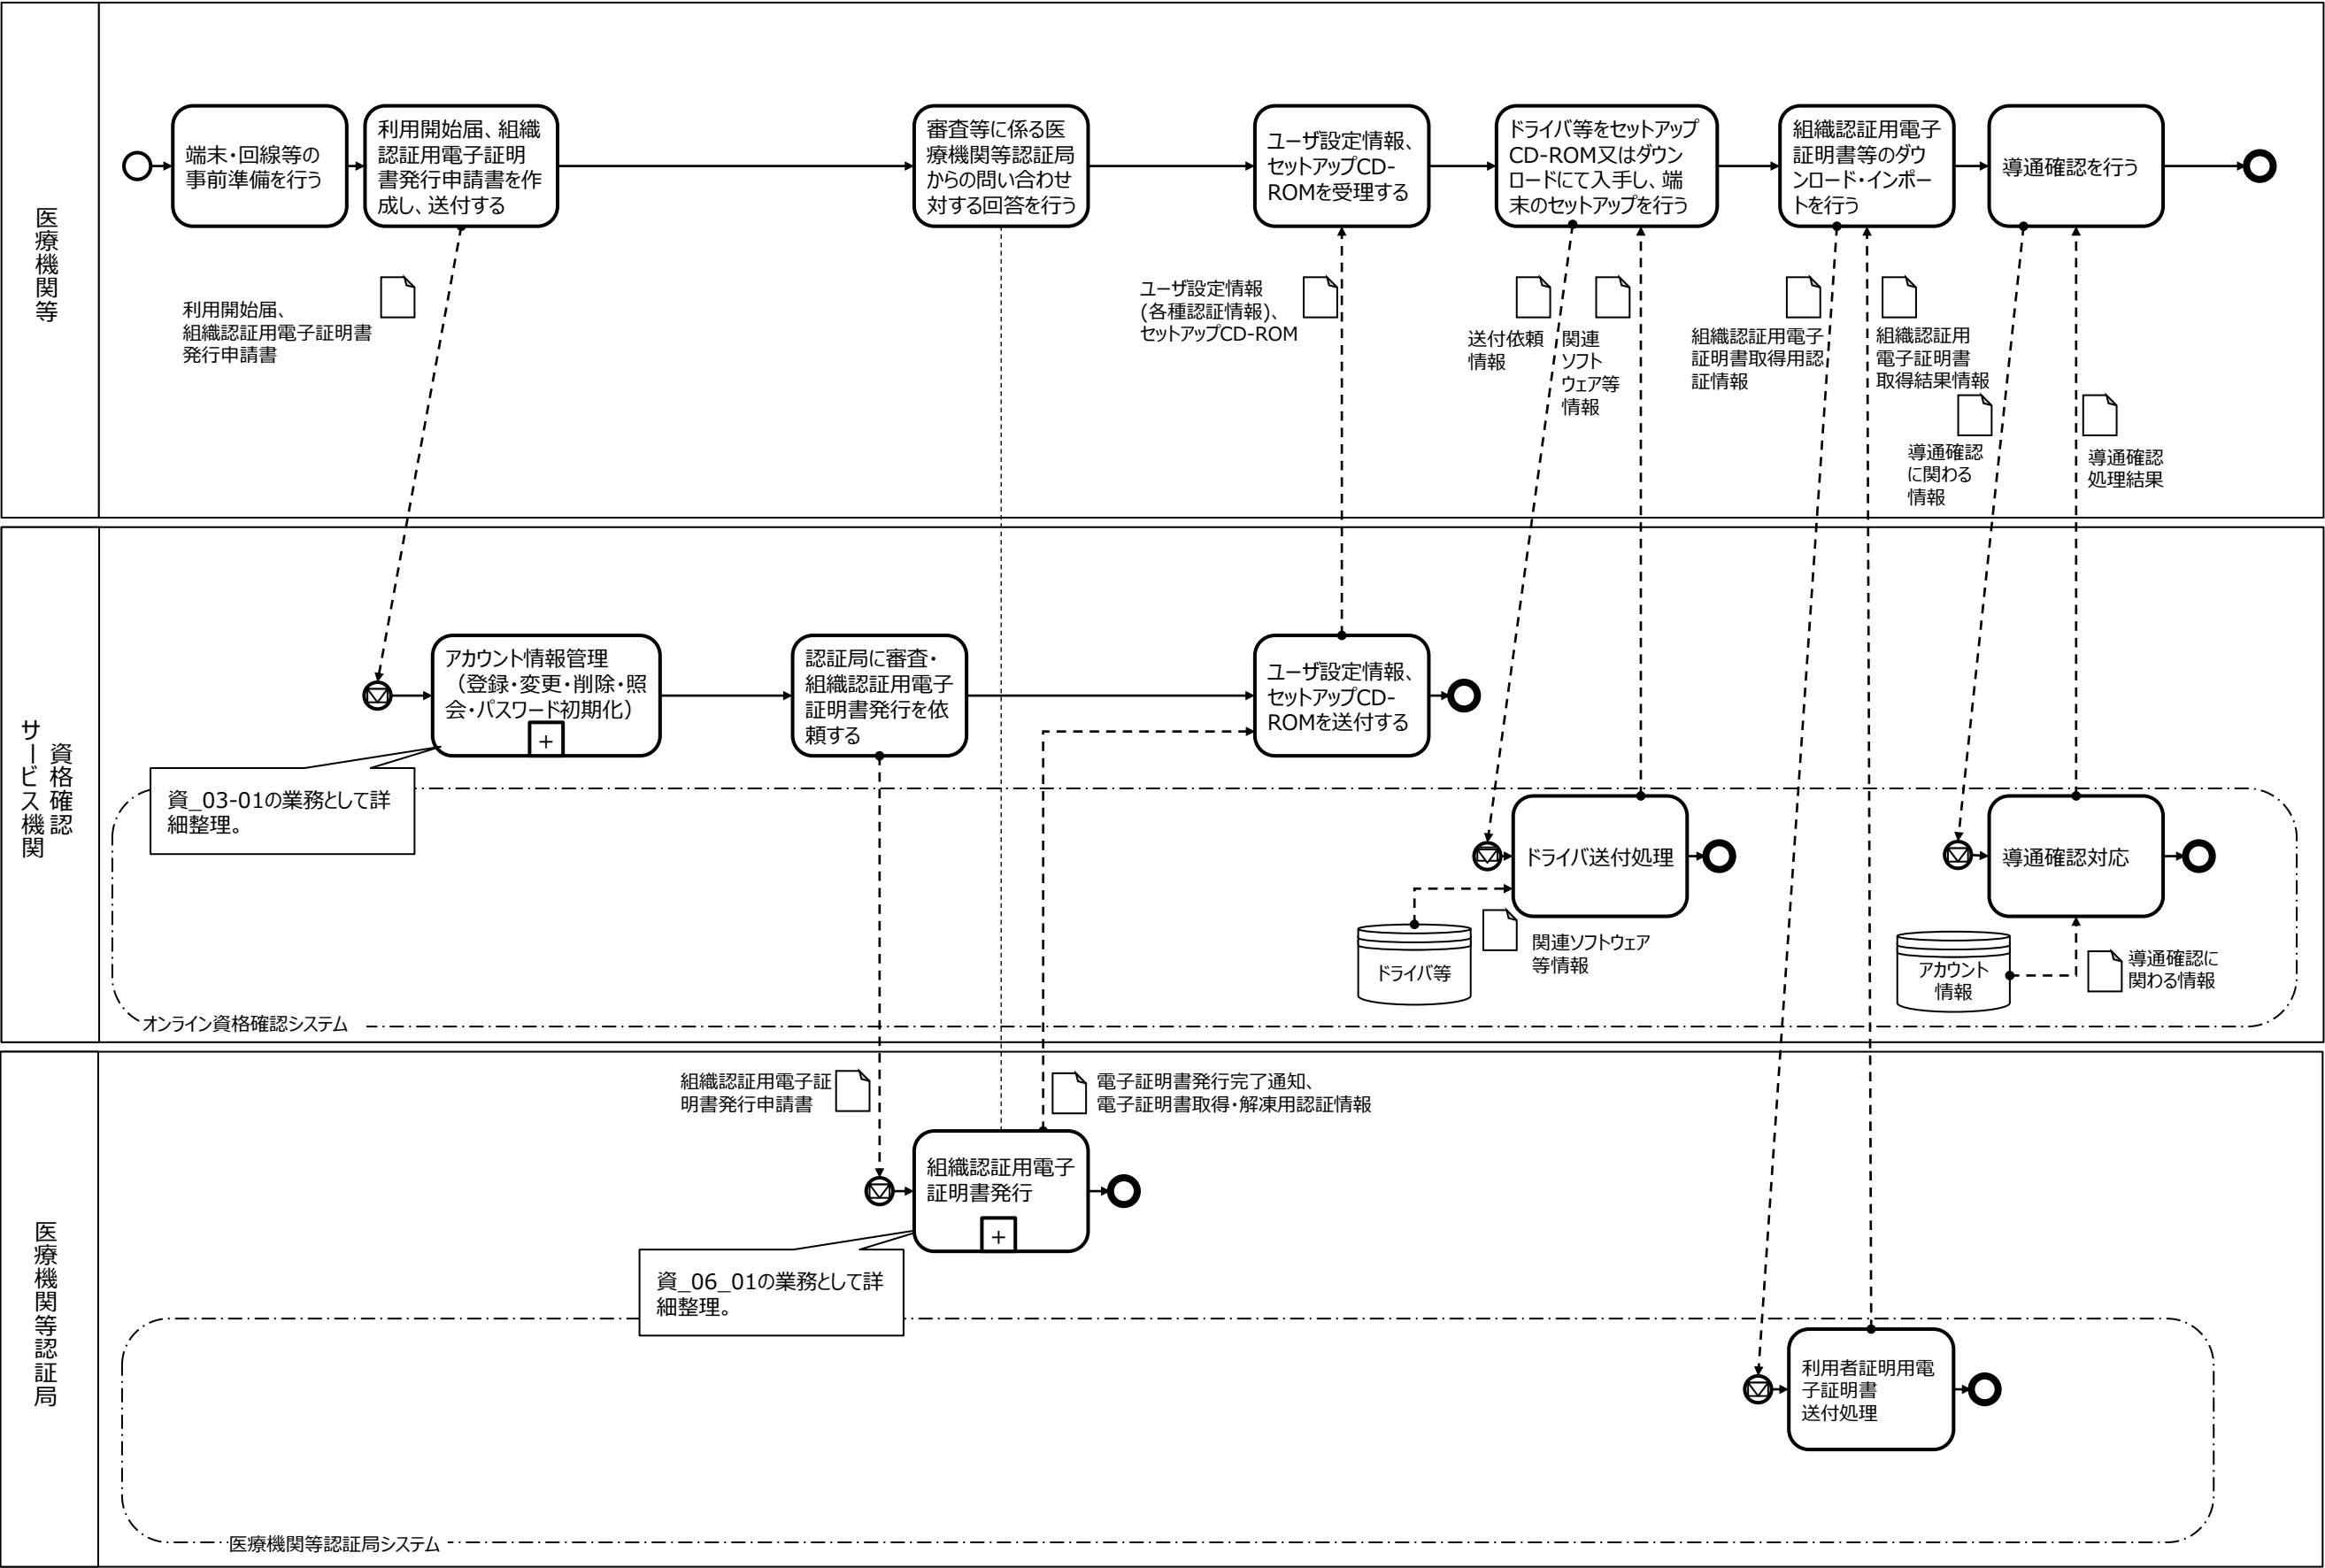 医療機関等
端末・回線等の
事前準備を行う
利用開始届、組織
認証用電子証明
書発行申請書を作
成し、送付する
審査等に係る医
療機関等認証局
からの問い合わせ
対する回答を行う
ユーザ設定情報、
セットアップCD-
ROMを受理する
ドライバ等をセットアップ
CD-ROM又はダウン
ロードにて入手し、端
末のセットアップを行う
組織認証用電子
証明書等のダウ
ンロード・インポー
トを行う
導通確認を行う
利用開始届、
組織認証用電子証明書
発行申請書
ユーザ設定情報
(各種認証情報)、
セットアップCD-ROM
送付依頼
情報
関連
ソフト
ウェア等
情報
組織認証用電子
証明書取得用認
証情報
組織認証用
電子証明書
取得結果情報
導通確認
に関わる
情報
導通確認
処理結果
資格確認
サービス機関
アカウント情報管理
（登録・変更・削除・照
会・パスワード初期化）
+
認証局に審査・
組織認証用電子
証明書発行を依
頼する
ユーザ設定情報、
セットアップCD-
ROMを送付する
資_03-01の業務として詳
細整理。
ドライバ送付処理
導通確認対応
ドライバ等
関連ソフトウェア
等情報
アカウント
情報
導通確認に
関わる情報
オンライン資格確認システム
医療機関等認証局
組織認証用電子証
明書発行申請書
電子証明書発行完了通知、
電子証明書取得・解凍用認証情報
組織認証用電子
証明書発行
+
資_06_01の業務として詳
細整理。
利用者証明用電
子証明書
送付処理
医療機関等認証局システム